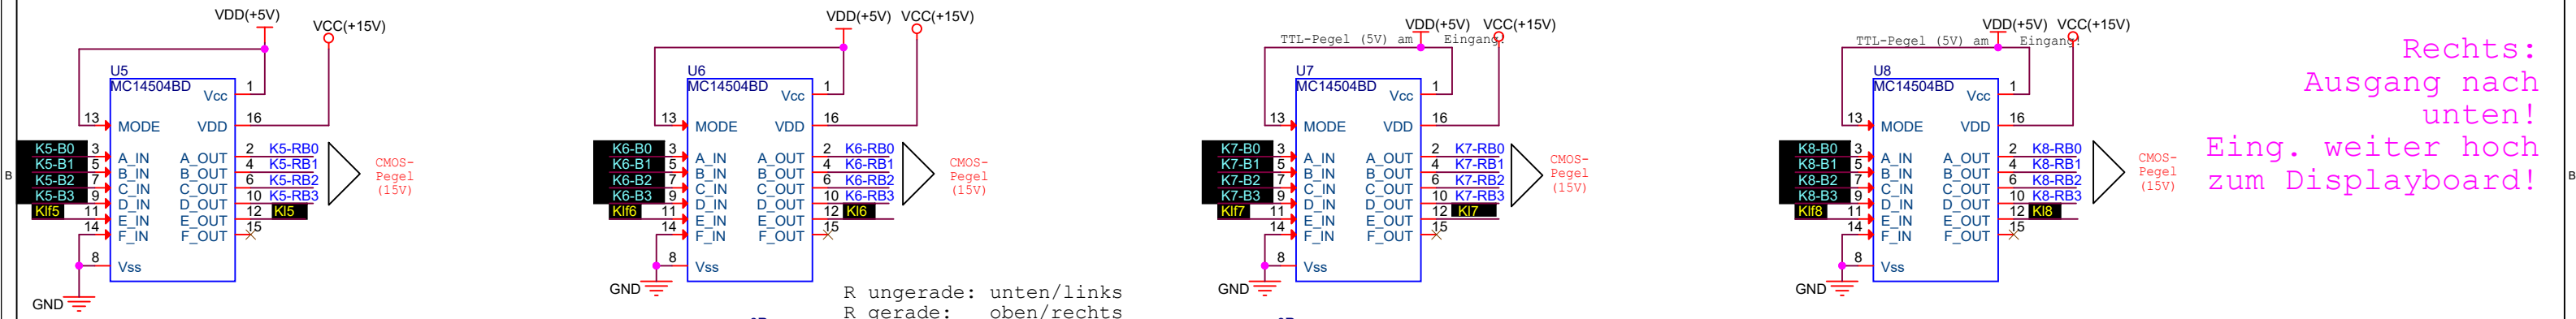 VDD(+5V)
VCC(+15V)
U5
MC14504BD
Vcc 1
13 MODE VDD 16
K5-B0 3 A_IN A_OUT 2 K5-RB0
K5-B1 5 B_IN B_OUT 4 K5-RB1
K5-B2 7 C_IN C_OUT 6 K5-RB2
K5-B3 9 D_IN D_OUT 10 K5-RB3
Klf5 11 E_IN E_OUT 12 Kl5
14 F_IN F_OUT 15
8 Vss
GND
CMOS-
Pegel
(15V)
VDD(+5V) VCC(+15V)
U6
MC14504BD
Vcc 1
13 MODE VDD 16
K6-B0 3 A_IN A_OUT 2 K6-RB0
K6-B1 5 B_IN B_OUT 4 K6-RB1
K6-B2 7 C_IN C_OUT 6 K6-RB2
K6-B3 9 D_IN D_OUT 10 K6-RB3
Klf6 11 E_IN E_OUT 12 Kl6
14 F_IN F_OUT 15
8 Vss
GND
CMOS-
Pegel
(15V)
R ungerade: unten/links
R gerade: oben/rechts
VDD(+5V) VCC(+15V)
TTL-Pegel (5V) am Eingang!
U7
MC14504BD
Vcc 1
13 MODE VDD 16
K7-B0 3 A_IN A_OUT 2 K7-RB0
K7-B1 5 B_IN B_OUT 4 K7-RB1
K7-B2 7 C_IN C_OUT 6 K7-RB2
K7-B3 9 D_IN D_OUT 10 K7-RB3
Klf7 11 E_IN E_OUT 12 Kl7
14 F_IN F_OUT 15
8 Vss
GND
CMOS-
Pegel
(15V)
VDD(+5V) VCC(+15V)
TTL-Pegel (5V) am Eingang!
U8
MC14504BD
Vcc 1
13 MODE VDD 16
K8-B0 3 A_IN A_OUT 2 K8-RB0
K8-B1 5 B_IN B_OUT 4 K8-RB1
K8-B2 7 C_IN C_OUT 6 K8-RB2
K8-B3 9 D_IN D_OUT 10 K8-RB3
Klf8 11 E_IN E_OUT 12 Kl8
14 F_IN F_OUT 15
8 Vss
GND
CMOS-
Pegel
(15V)
Rechts:
Ausgang nach
unten!
Eing. weiter hoch
zum Displayboard!
B
B